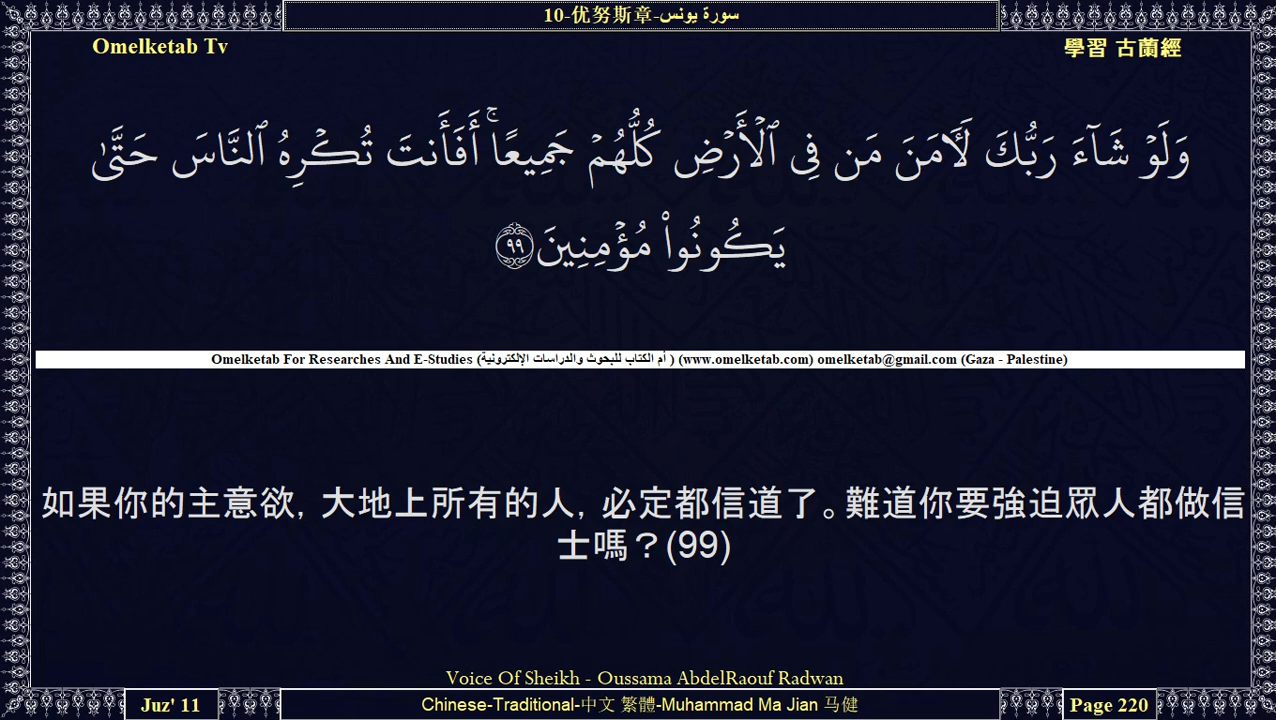 10-优努斯章-سورة يونس
Omelketab Tv
學習 古蘭經
وَلَوۡ شَآءَ رَبُّكَ لَأٓمَنَ مَن فِي ٱلۡأَرۡضِ كُلُّهُمۡ جَمِيعًاۚ أَفَأَنتَ تُكۡرِهُ ٱلنَّاسَ حَتَّىٰ
يَكُونُواْ مُؤۡمِنِينَ ٩٩
Omelketab For Researches And E-Studies (أم الكتاب للبحوث والدراسات الإلكترونية ) (www.omelketab.com) omelketab@gmail.com (Gaza - Palestine)
如果你的主意欲, 大地上所有的人, 必定都信道了。難道你要強迫眾人都做信
士嗎？(99)
Voice Of Sheikh - Oussama AbdelRaouf Radwan
Juz' 11
Chinese-Traditional-中文 繁體-Muhammad Ma Jian 马健
Page 220